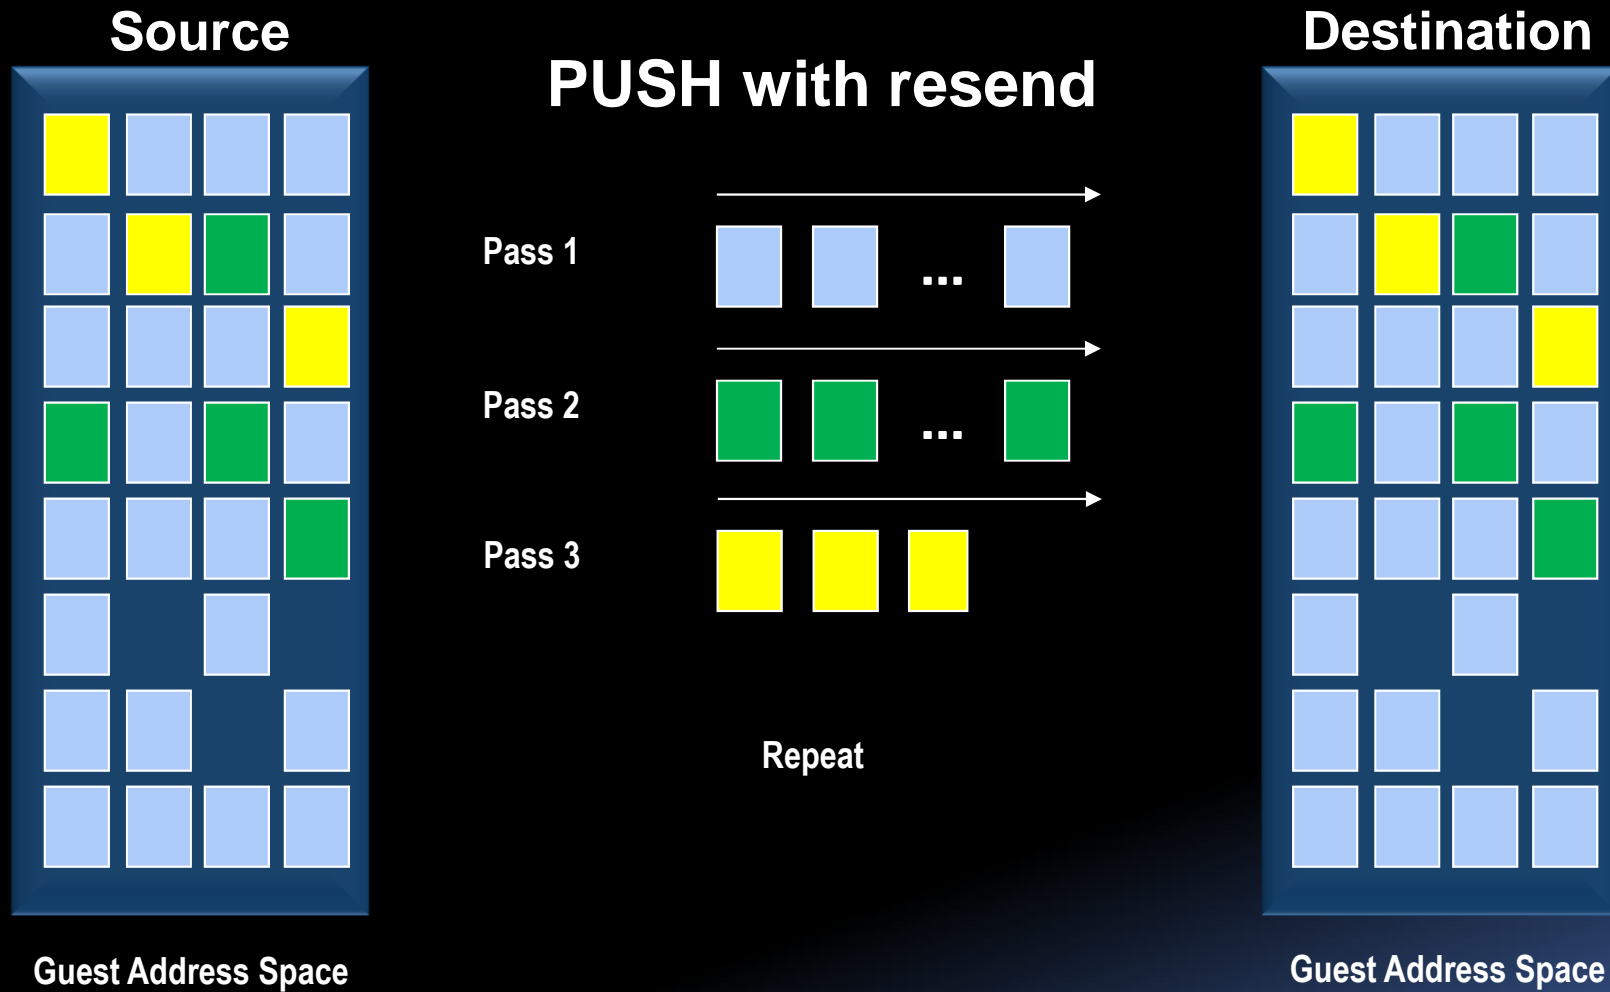 Source
PUSH with resend
Destination
Pass 1
...
Pass 2
...
Pass 3
Repeat
Guest Address Space
Guest Address Space